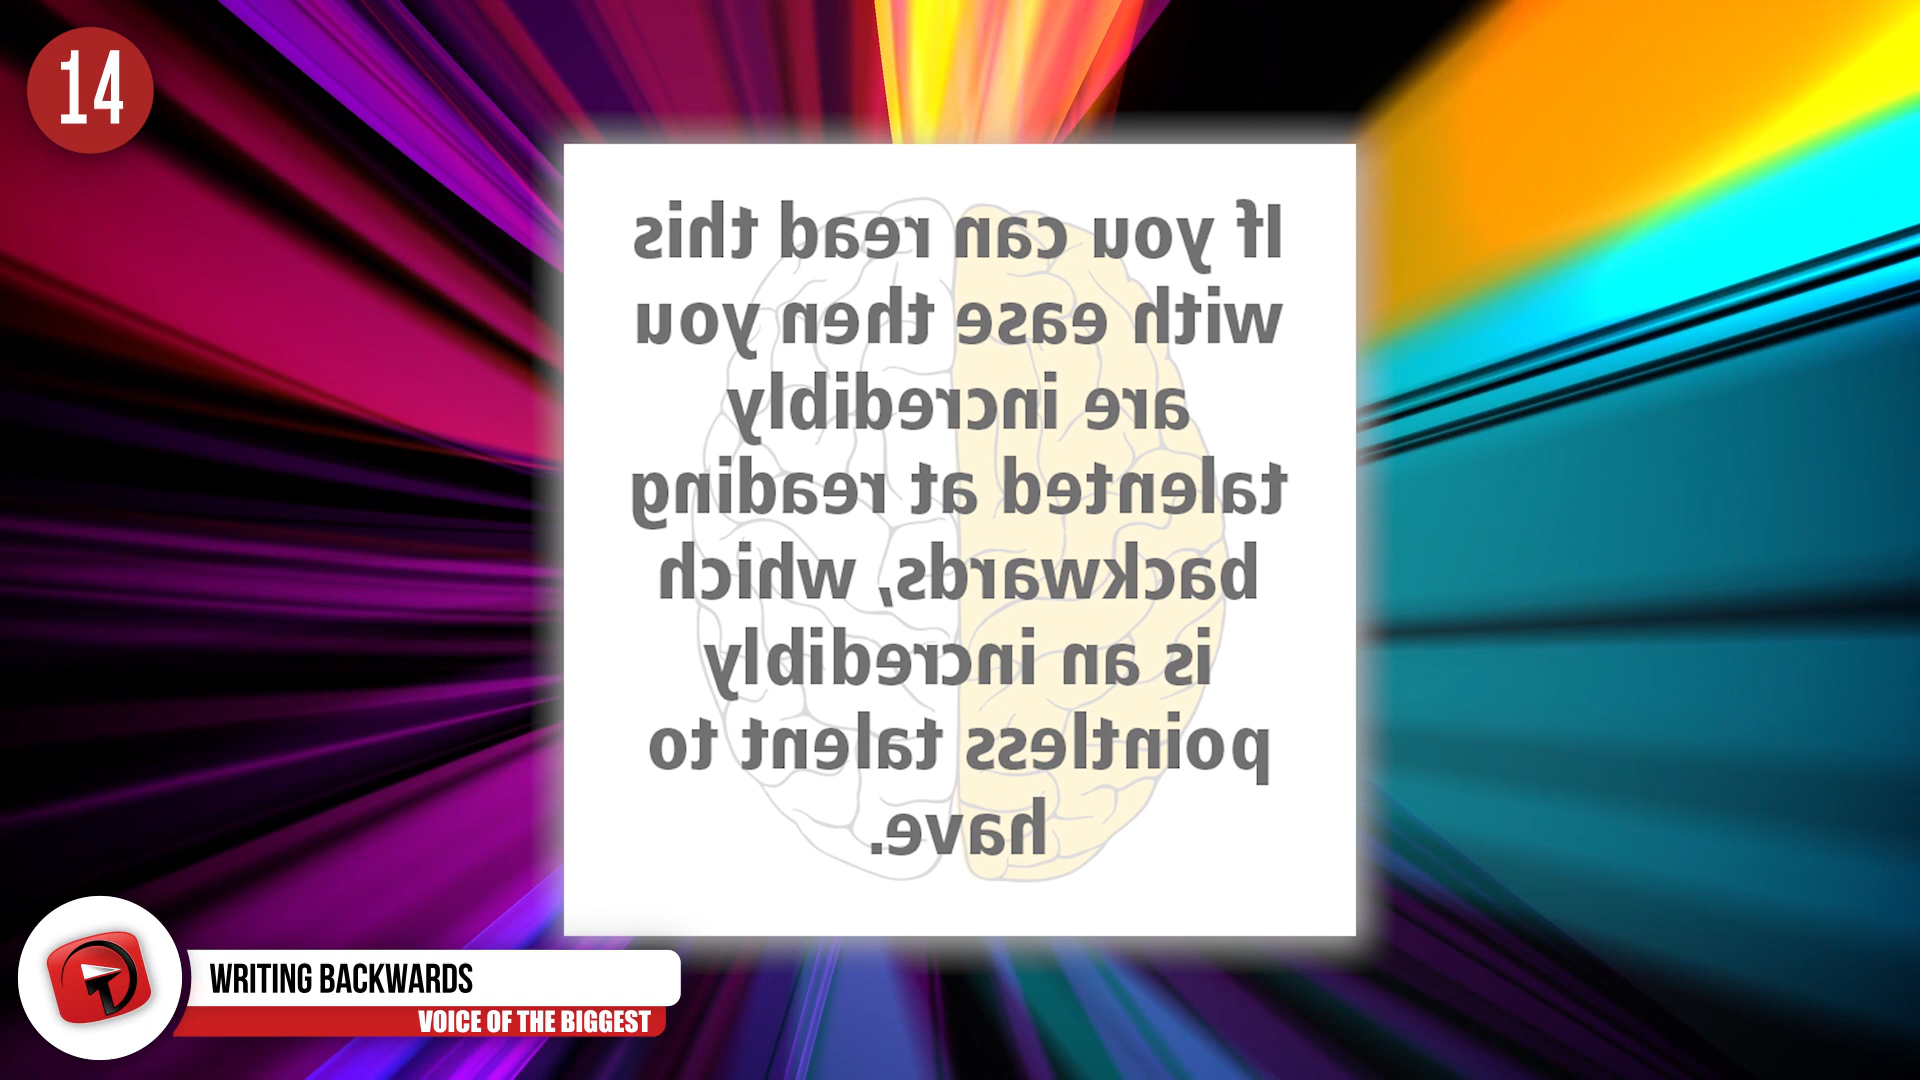 14
If you can read this
with ease then you
are incredibly
talented at reading
backwards, which
is an incredibly
pointless talent to
have.
WRITING BACKWARDS
VOICE OF THE BIGGEST